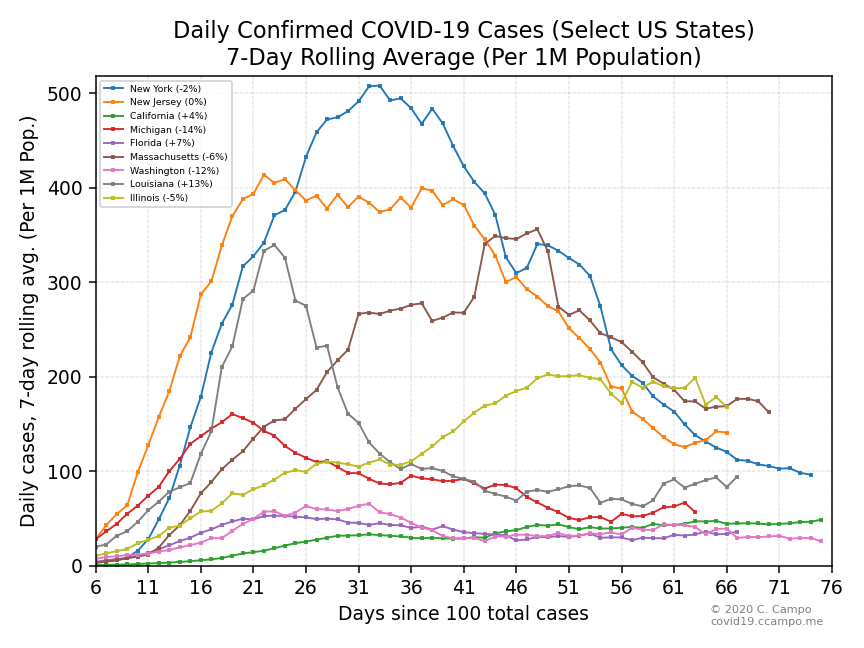 Daily Confirmed COVID-19 Cases (Select US States)
7-Day Rolling Average (Per 1M Population)
Daily cases, 7-day rolling avg. (Per 1M Pop.)
500
400
300
200
100
0
New York (-2%)
New Jersey (0%)
California (+4%)
Michigan (-14%)
Florida (+7%)
Massachusetts (-6%)
Washington (-12%)
Louisiana (+13%)
Illinois (-5%)
6 11 16 21 26 31 36 41 46 51 56 61 66 71 76
Days since 100 total cases
© 2020 C. Campo
covid19.ccampo.me